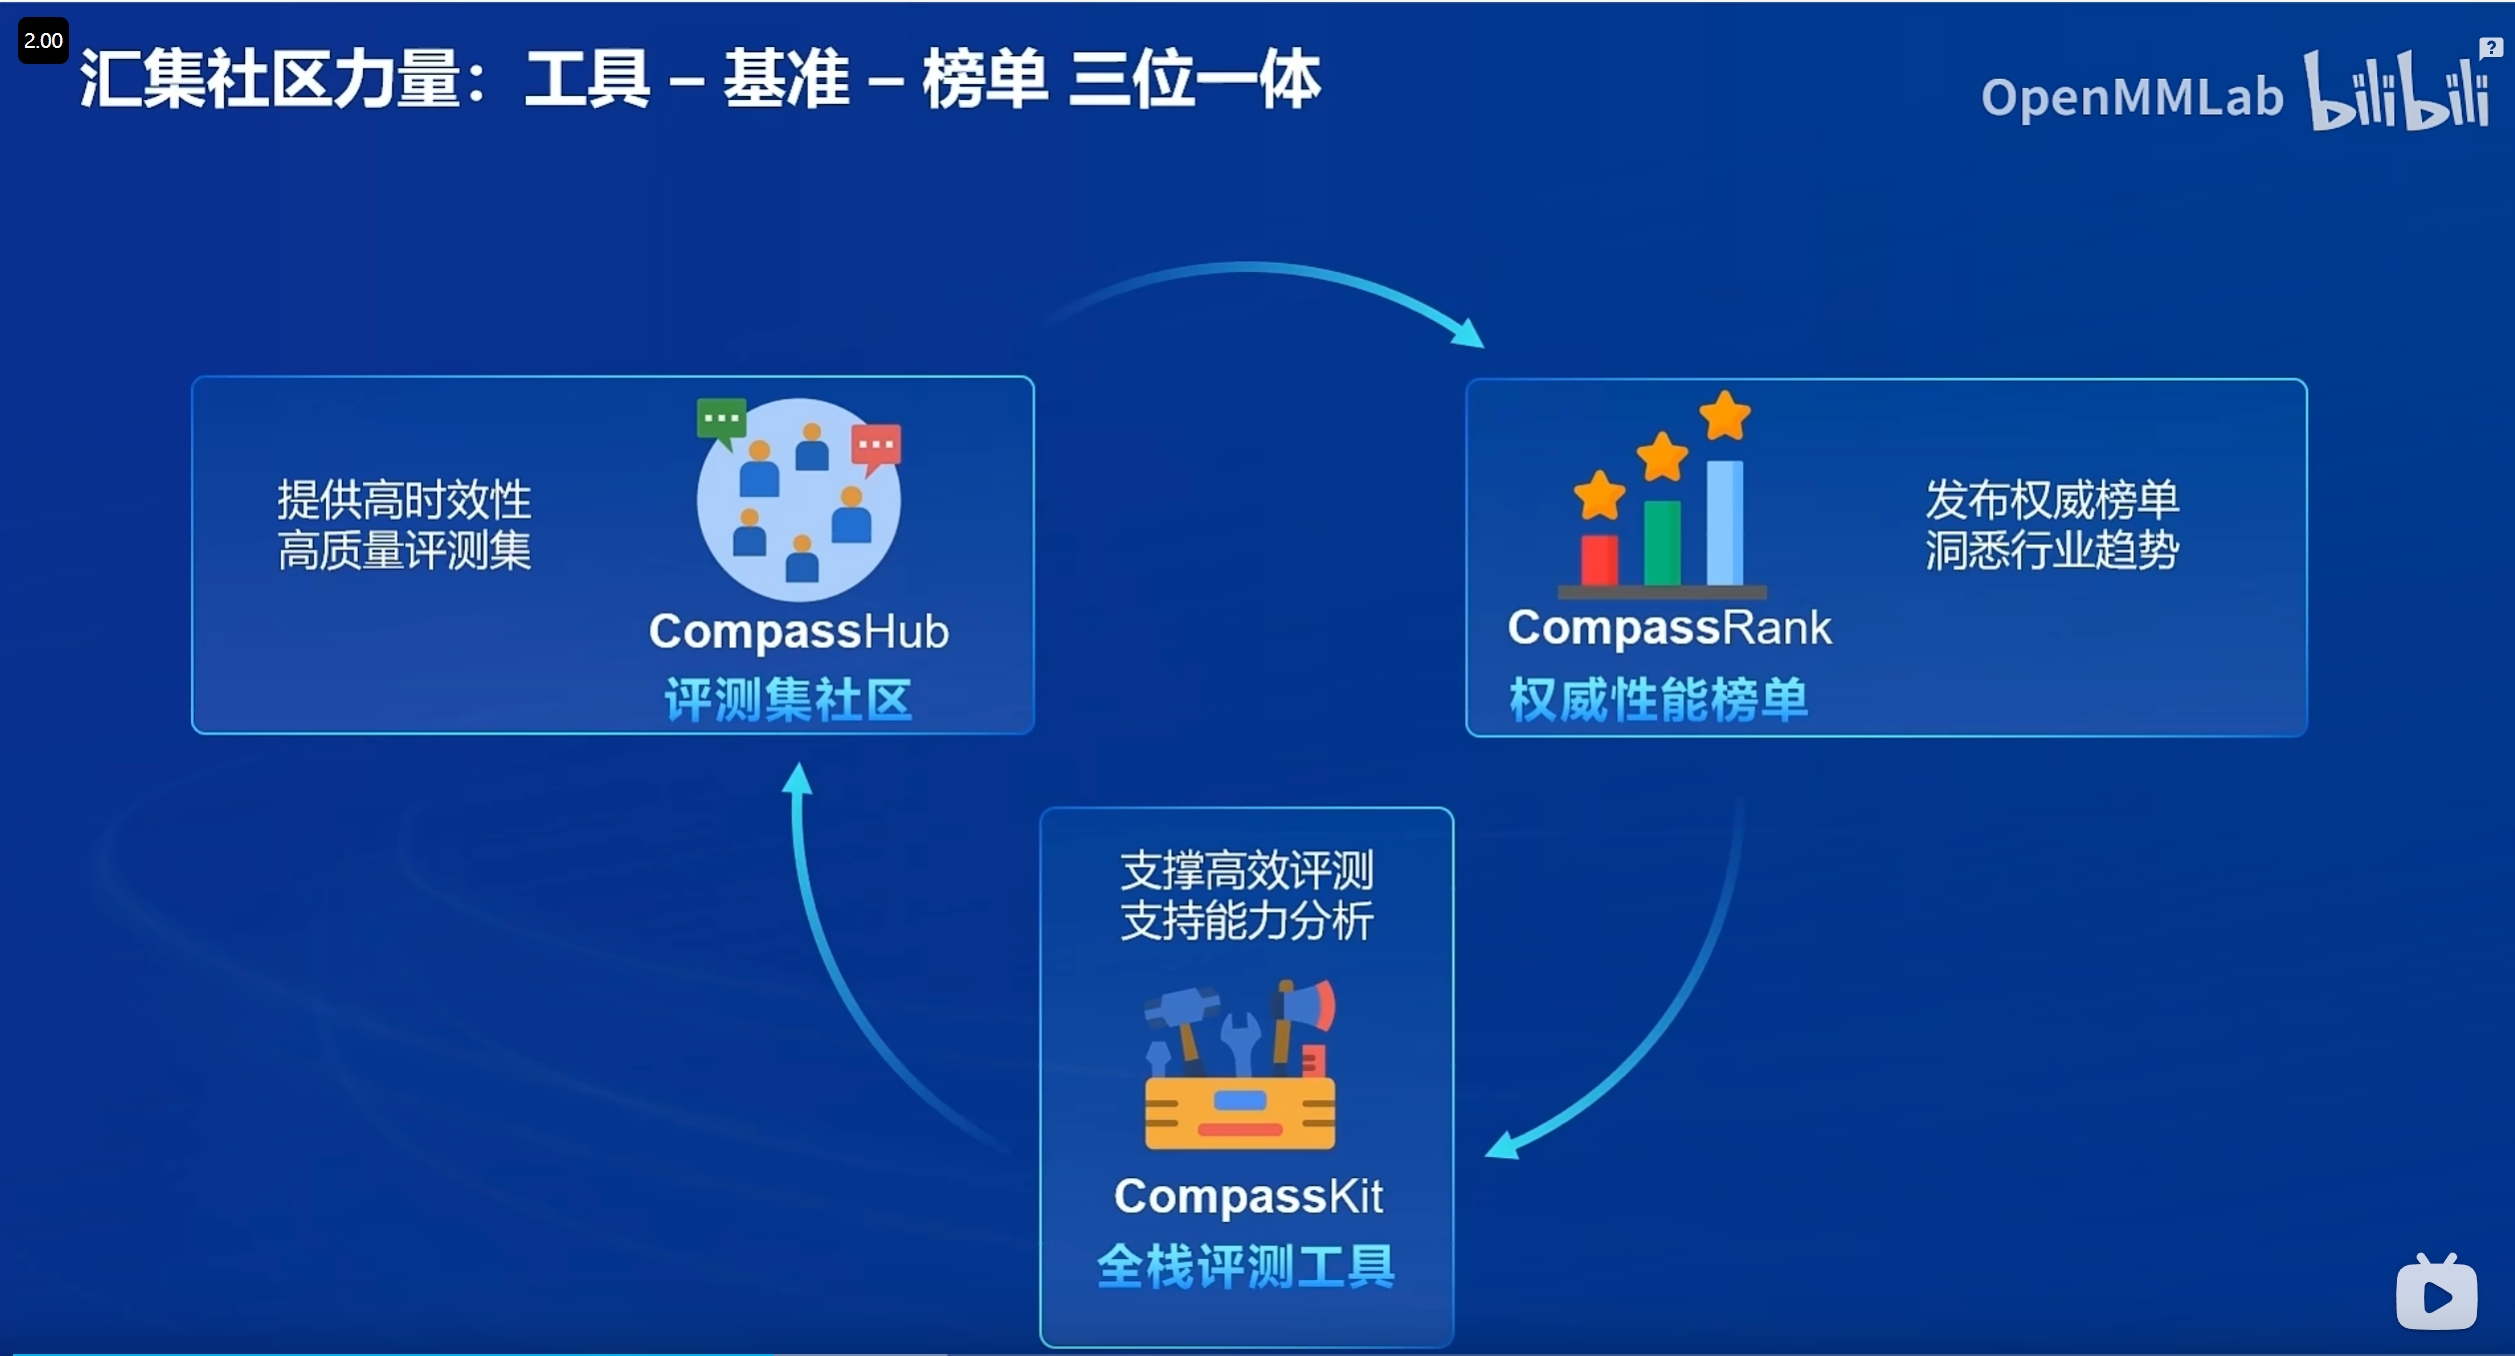 2.00
汇集社区力量：工具 – 基准 – 榜单 三位一体
OpenMMLab bilibili
?
提供高时效性
高质量评测集
CompassHub
评测集社区
CompassRank
权威性能榜单
发布权威榜单
洞悉行业趋势
支撑高效评测
支持能力分析
CompassKit
全栈评测工具